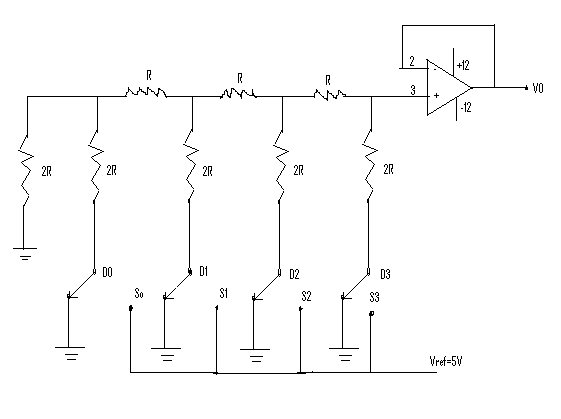 R R R
2 +12
-
3 +
-12
VO
2R 2R 2R 2R 2R
D0 D1 D2 D3
So S1 S2 S3
Vref=5V